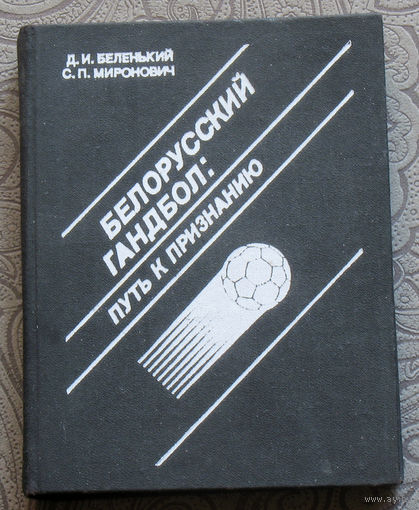 Д. И. БЕЛЕНЬКИЙ
С. П. МИРОНОВИЧ
БЕЛОРУССКИЙ
ГАНДБОЛ:
ПУТЬ К ПРИЗНАНИЮ